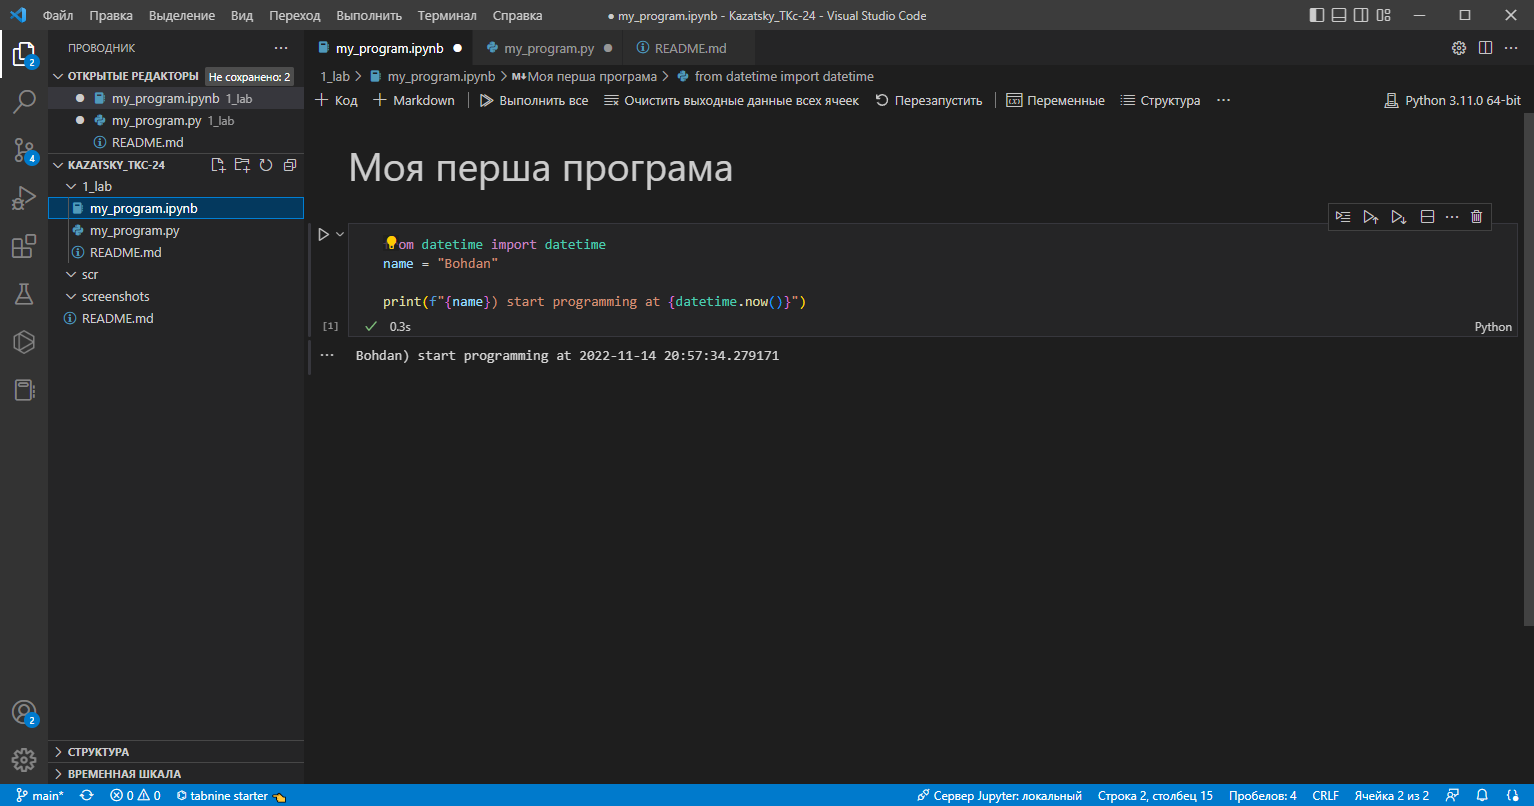 Файл Правка Выделение Вид Переход Выполнить Терминал Справка
● my_program.ipynb - Kazatsky_TKc-24 - Visual Studio Code
ПРОВОДНИК
ОТКРЫТЫЕ РЕДАКТОРЫ Не сохранено: 2
my_program.ipynb 1_lab
my_program.py 1_lab
README.md
KAZATSKY_TKC-24
1_lab
my_program.ipynb
my_program.py
README.md
scr
screenshots
README.md
СТРУКТУРА
ВРЕМЕННАЯ ШКАЛА
2
4
2
my_program.ipynb my_program.py README.md
1_lab > my_program.ipynb > M↓Моя перша програма > from datetime import datetime
+ Код + Markdown Выполнить все Очистить выходные данные всех ячеек Перезапустить Переменные Структура ··· Python 3.11.0 64-bit
Моя перша програма
om datetime import datetime
name = "Bohdan"
print(f"{name}) start programming at {datetime.now()}")
[1] ✓ 0.3s Python
Bohdan) start programming at 2022-11-14 20:57:34.279171
main* 0 0 tabnine starter Сервер Jupyter: локальный Строка 2, столбец 15 Пробелов: 4 CRLF Ячейка 2 из 2